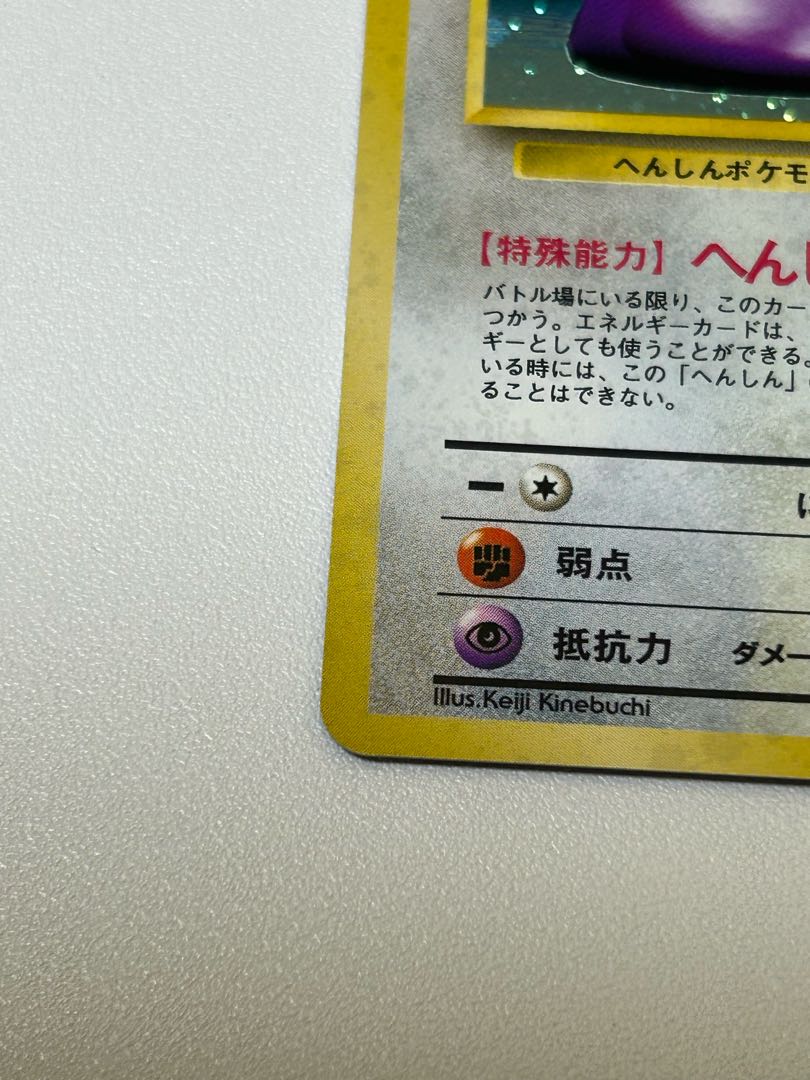 へんしんポケモ
【特殊能力】 へんし
バトル場にいる限り、このカー
つかう。エネルギーカードは、
ギーとしても使うことができる。
いる時には、この「へんしん」
ることはできない。
ー
弱点
抵抗力 ダメー
Illus.Keiji Kinebuchi